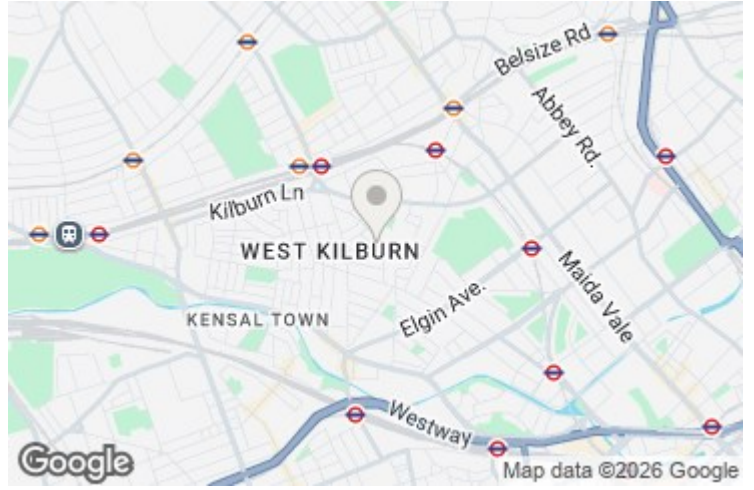 Belsize Rd
Abbey Rd.
Kilburn Ln
WEST KILBURN
Elgin Ave.
Maida Vale
KENSAL TOWN
Westway
Google
Map data ©2026 Google